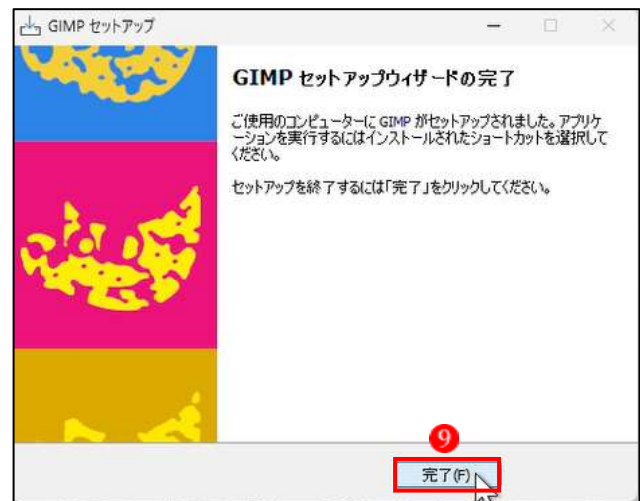 GIMP セットアップ
GIMP セットアップウィザードの完了
ご使用のコンピューターに GIMP がセットアップされました。アプリケ
ーションを実行するにはインストールされたショートカットを選択して
ください。
セットアップを終了するには「完了」をクリックしてください。
9
完了(F)